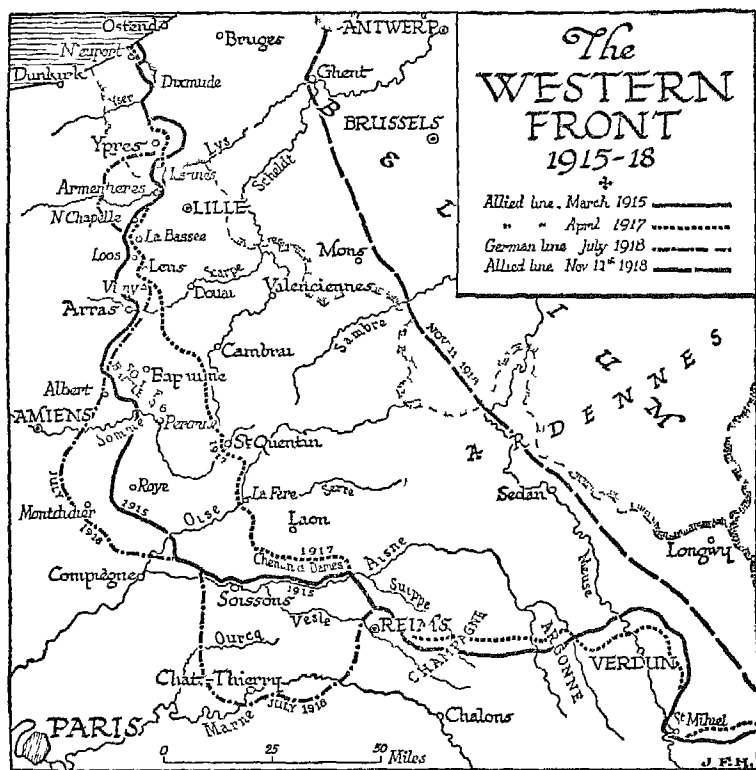 The
WESTERN
FRONT
1915-18
Allied line, March 1915
" " April 1917
German line July 1918
Allied line Nov 11th 1918
Ostend
Bruges
ANTWERP
Nieuport
Dunkirk
Dixmude
Ghent
Yser
BRUSSELS
Ypres
Lys
Scheldt
BELGIUM
Armentieres
LILLE
N Chapelle
La Bassee
Mons
Loos
Lens
Scarpe
Vimy
Douai
Valenciennes
Arras
Sambre
NOV 11 1918
Cambrai
Bapaume
Albert
AMIENS
Somme
ARDENNES
1917
St Quentin
JULY
1918
Roye
1915
La Fere
Serre
Sedan
Montdidier
Oise
Laon
Longwy
1917
Chemin d Dames
Aisne
Meuse
Compiegne
1915
Soissons
Suippe
Vesle
REIMS
CHAMPAGNE
ARGONNE
VERDUN
Ourcq
Chat.-Thierry
JULY 1918
Marne
Chalons
St Mihiel
PARIS
0 25 50 Miles
J.F.H.